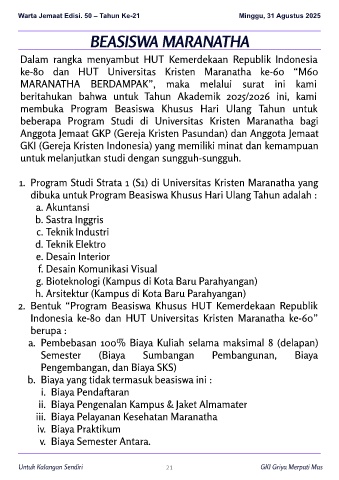 Warta Jemaat Edisi. 50 – Tahun Ke-21 Minggu, 31 Agustus 2025
BEASISWA MARANATHA
Dalam rangka menyambut HUT Kemerdekaan Republik Indonesia
ke-80 dan HUT Universitas Kristen Maranatha ke-60 “M60
MARANATHA BERDAMPAK”, maka melalui surat ini kami
beritahukan bahwa untuk Tahun Akademik 2025/2026 ini, kami
membuka Program Beasiswa Khusus Hari Ulang Tahun untuk
beberapa Program Studi di Universitas Kristen Maranatha bagi
Anggota Jemaat GKP (Gereja Kristen Pasundan) dan Anggota Jemaat
GKI (Gereja Kristen Indonesia) yang memiliki minat dan kemampuan
untuk melanjutkan studi dengan sungguh-sungguh.
1. Program Studi Strata 1 (S1) di Universitas Kristen Maranatha yang
dibuka untuk Program Beasiswa Khusus Hari Ulang Tahun adalah :
a. Akuntansi
b. Sastra Inggris
c. Teknik Industri
d. Teknik Elektro
e. Desain Interior
f. Desain Komunikasi Visual
g. Bioteknologi (Kampus di Kota Baru Parahyangan)
h. Arsitektur (Kampus di Kota Baru Parahyangan)
2. Bentuk “Program Beasiswa Khusus HUT Kemerdekaan Republik
Indonesia ke-80 dan HUT Universitas Kristen Maranatha ke-60”
berupa :
a. Pembebasan 100% Biaya Kuliah selama maksimal 8 (delapan)
Semester (Biaya Sumbangan Pembangunan, Biaya
Pengembangan, dan Biaya SKS)
b. Biaya yang tidak termasuk beasiswa ini :
i. Biaya Pendaftaran
ii. Biaya Pengenalan Kampus & Jaket Almamater
iii. Biaya Pelayanan Kesehatan Maranatha
iv. Biaya Praktikum
v. Biaya Semester Antara.
Untuk Kalangan Sendiri 21 GKI Griya Merpati Mas